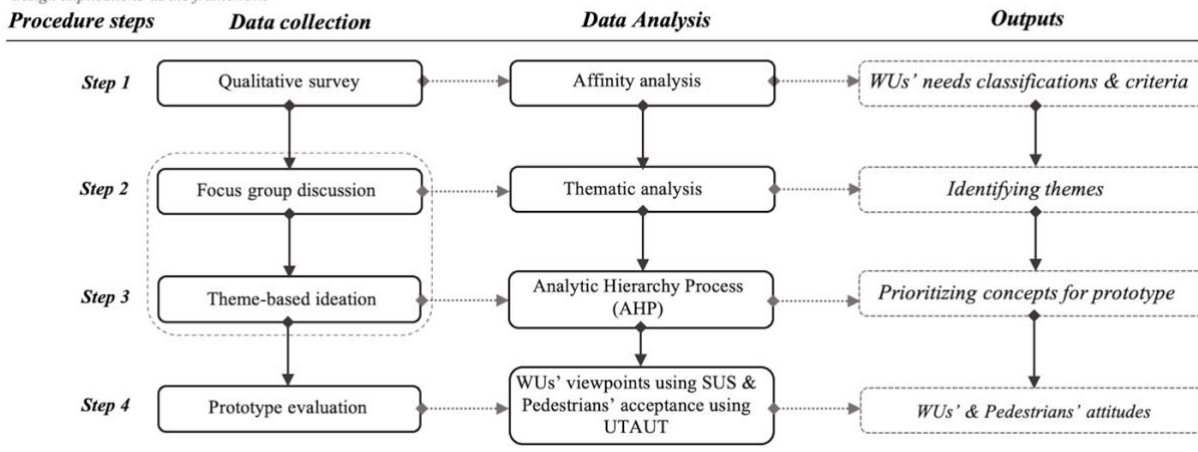 Procedure steps Data collection Data Analysis Outputs
Step 1 Qualitative survey Affinity analysis WUs' needs classifications & criteria
Step 2 Focus group discussion Thematic analysis Identifying themes
Step 3 Theme-based ideation Analytic Hierarchy Process
(AHP) Prioritizing concepts for prototype
Step 4 Prototype evaluation WUs' viewpoints using SUS &
Pedestrians' acceptance using
UTAUT WUs' & Pedestrians' attitudes